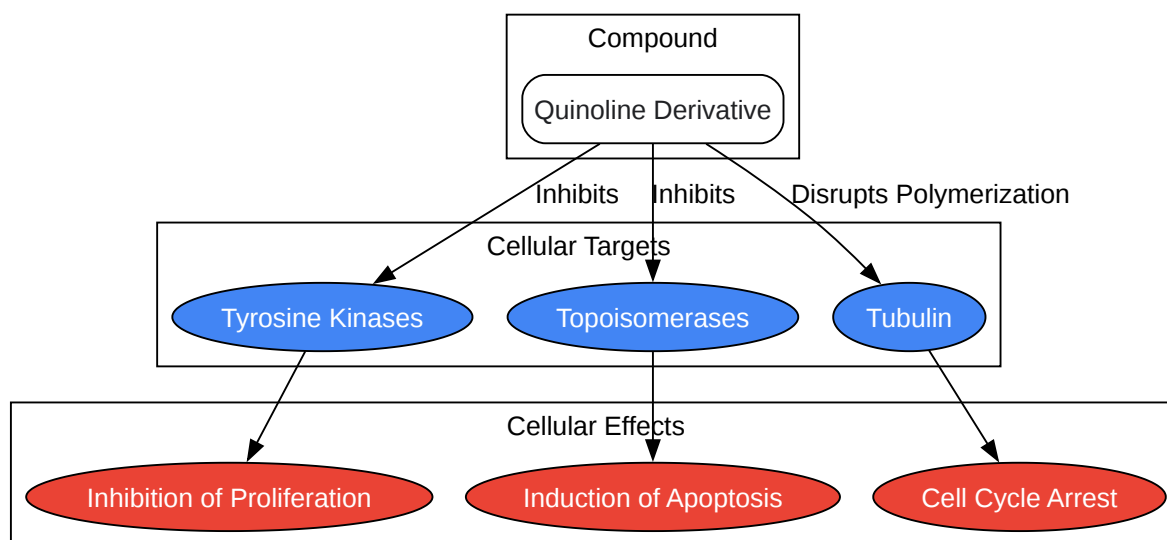 Compound
Quinoline Derivative
Inhibits
Inhibits
Disrupts Polymerization
Cellular Targets
Tyrosine Kinases
Topoisomerases
Tubulin
Cellular Effects
Inhibition of Proliferation
Induction of Apoptosis
Cell Cycle Arrest